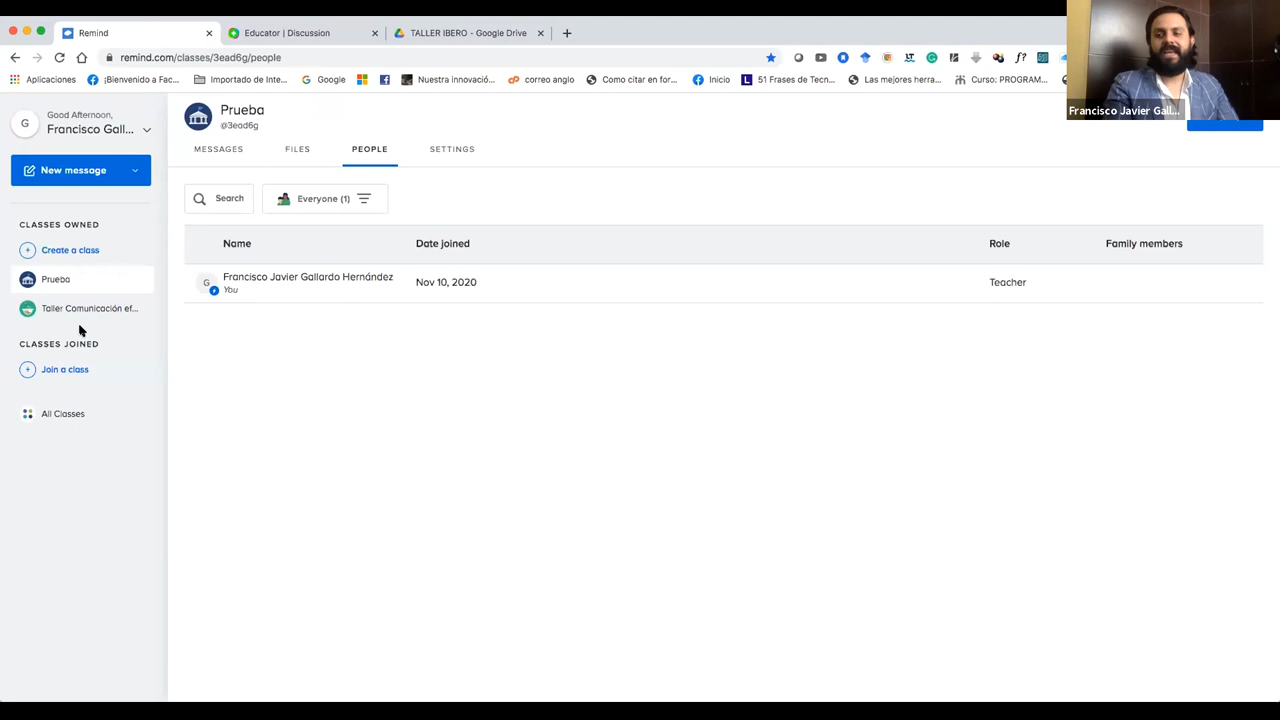 Remind
Educator | Discussion
TALLER IBERO - Google Drive
remind.com/classes/3ead6g/people
Aplicaciones
¡Bienvenido a Fac...
Importado de Inte...
Google
Nuestra innovació...
correo anglo
Como citar en for...
Inicio
51 Frases de Tecn...
Las mejores herra...
Curso: PROGRAM...
Francisco Javier Gall...
G
Good Afternoon,
Francisco Gall...
New message
CLASSES OWNED
Create a class
Prueba
Taller Comunicación ef...
CLASSES JOINED
Join a class
All Classes
Prueba
@3ead6g
MESSAGES
FILES
PEOPLE
SETTINGS
Search
Everyone (1)
Name
Date joined
Role
Family members
G
Francisco Javier Gallardo Hernández
You
Nov 10, 2020
Teacher